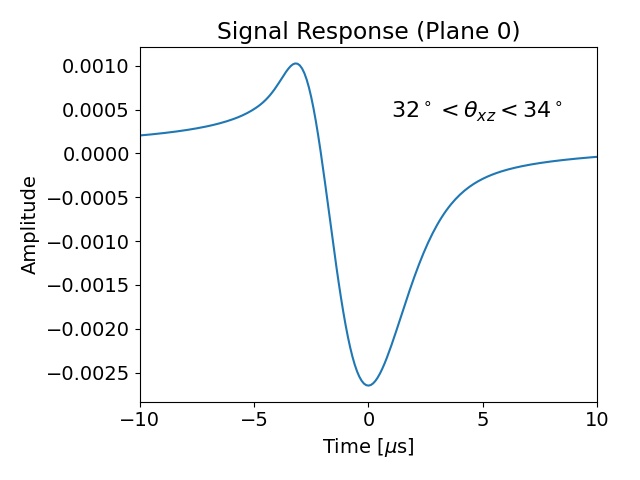 Signal Response (Plane 0)
0.0010
0.0005
0.0000
−0.0005
−0.0010
−0.0015
−0.0020
−0.0025
Amplitude
32° < θxz < 34°
−10 −5 0 5 10
Time [μs]